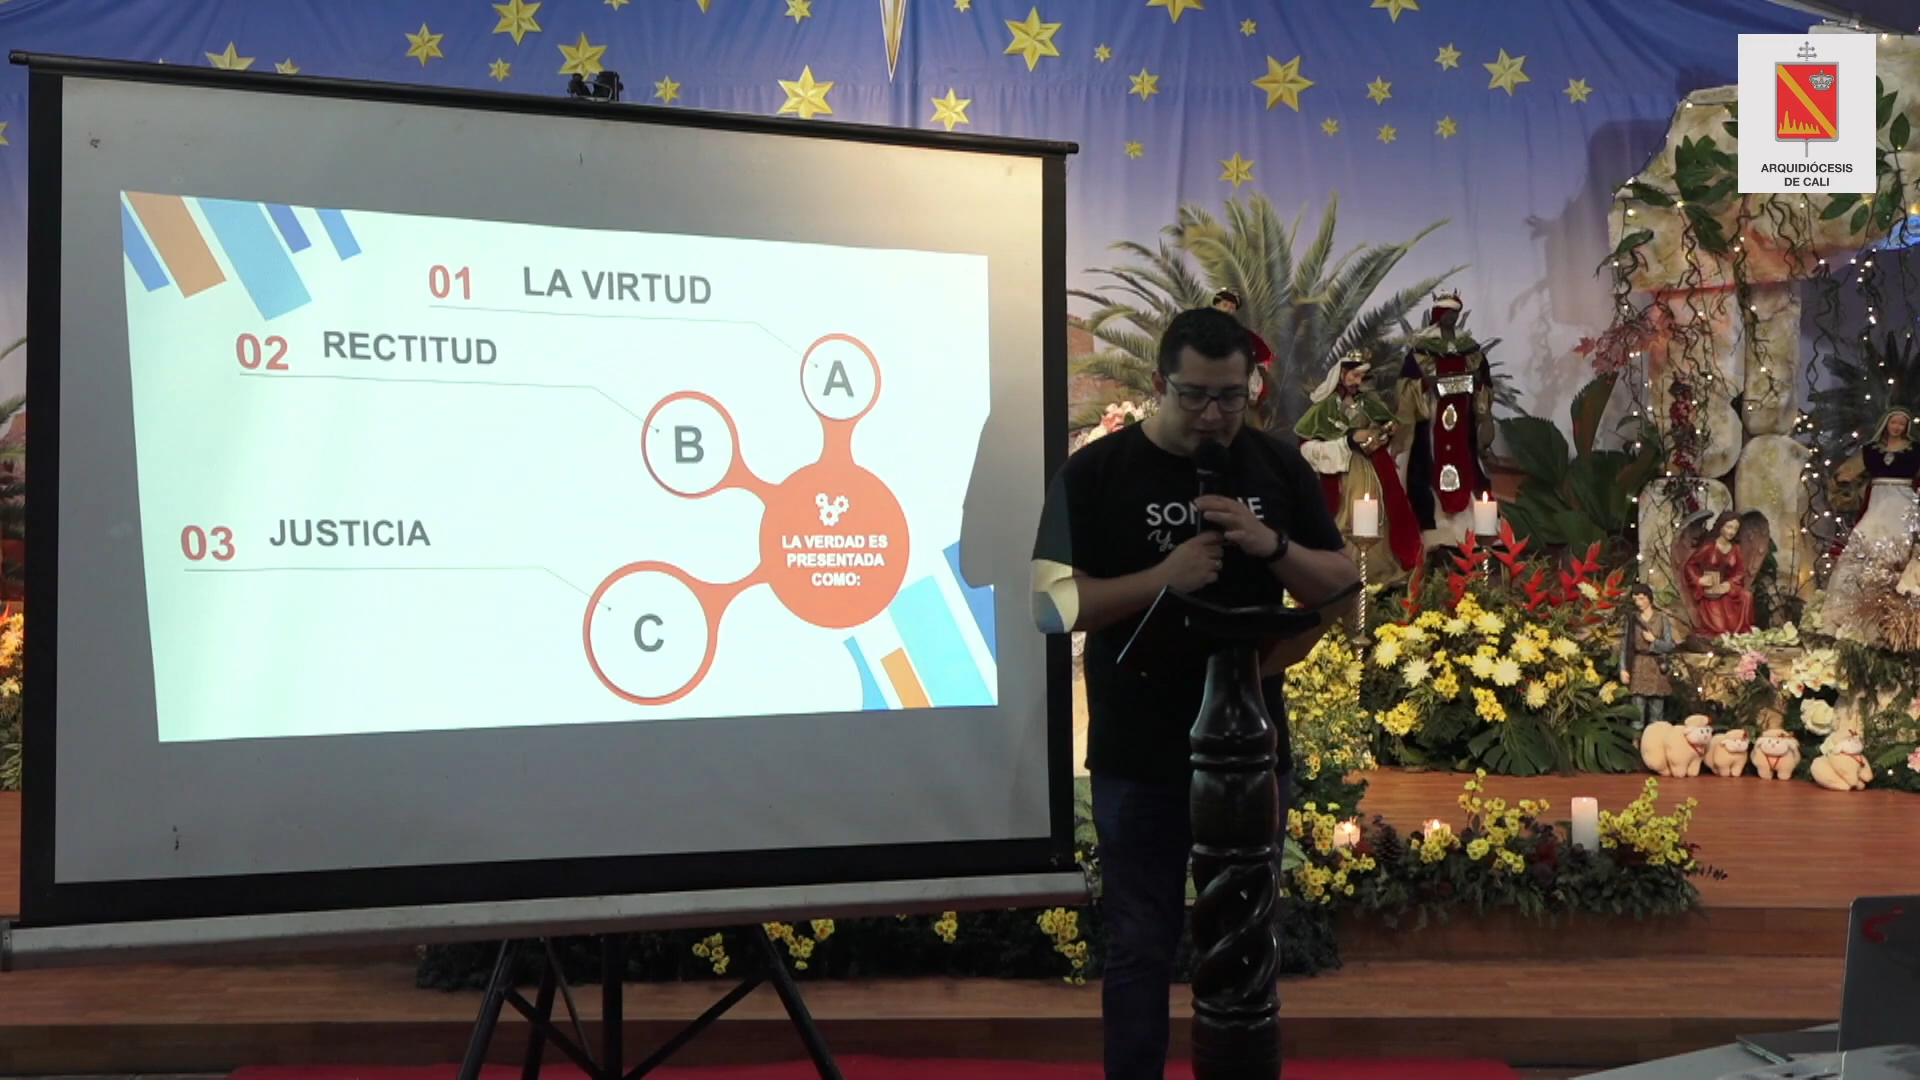 ARQUIDIÓCESIS
DE CALI
01 LA VIRTUD
02 RECTITUD
03 JUSTICIA
A
B
C
LA VERDAD ES
PRESENTADA
COMO: